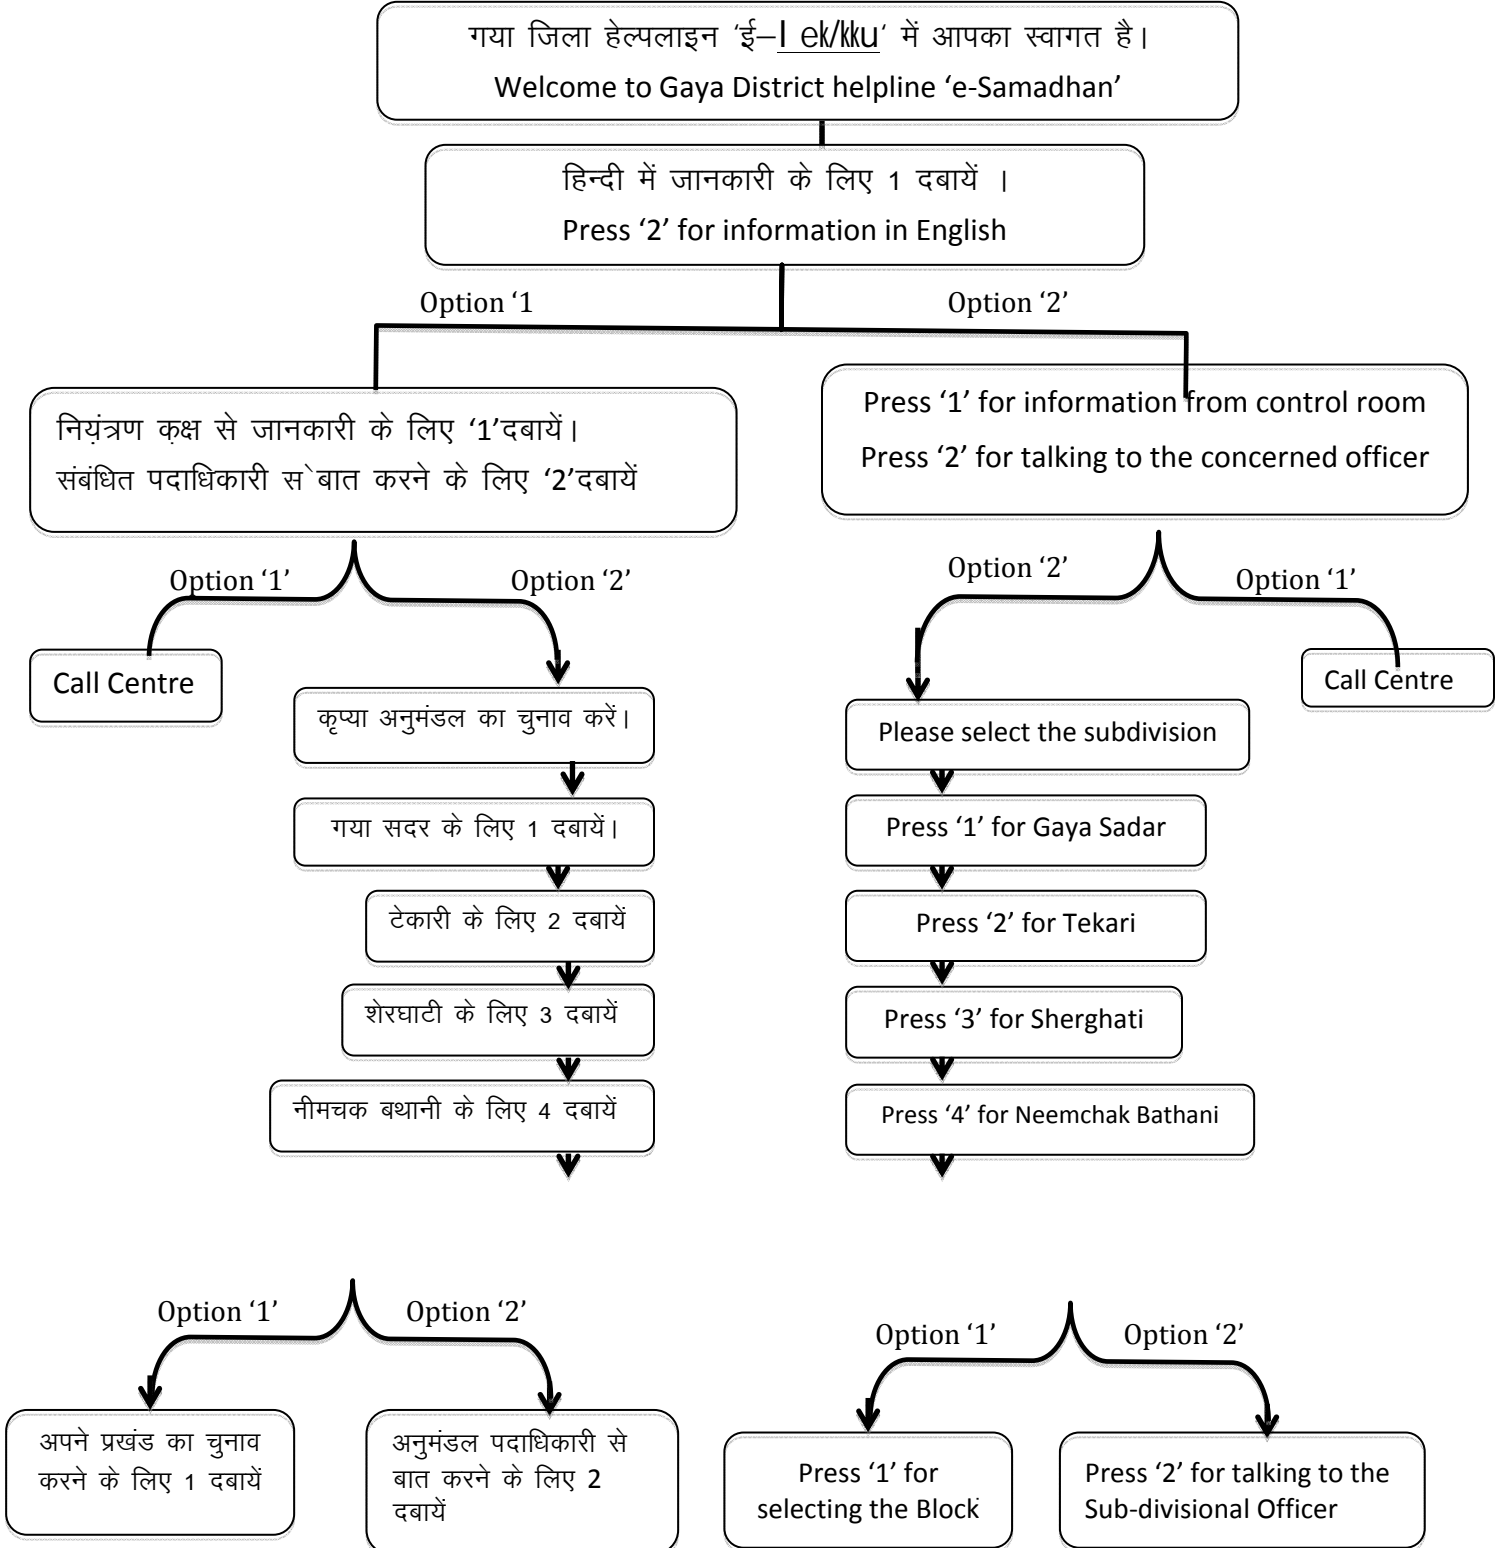 गया जिला हेल्पलाइन ‘ई–l ek/kku‘ में आपका स्वागत है।
Welcome to Gaya District helpline ‘e-Samadhan’
हिन्दी में जानकारी के लिए 1 दबायें ।
Press ‘2’ for information in English
Option ‘1
Option ‘2’
नियंत्रण कक्ष से जानकारी के लिए ‘1’दबायें।
संबंधित पदाधिकारी स`बात करने के लिए ‘2’दबायें
Press ‘1’ for information from control room
Press ‘2’ for talking to the concerned officer
Option ‘1’
Option ‘2’
Option ‘2’
Option ‘1’
Call Centre
Call Centre
कृप्या अनुमंडल का चुनाव करें।
Please select the subdivision
गया सदर के लिए 1 दबायें।
Press ‘1’ for Gaya Sadar
टेकारी के लिए 2 दबायें
Press ‘2’ for Tekari
शेरघाटी के लिए 3 दबायें
Press ‘3’ for Sherghati
नीमचक बथानी के लिए 4 दबायें
Press ‘4’ for Neemchak Bathani
Option ‘1’
Option ‘2’
Option ‘1’
Option ‘2’
अपने प्रखंड का चुनाव
करने के लिए 1 दबायें
अनुमंडल पदाधिकारी से
बात करने के लिए 2
दबायें
Press ‘1’ for
selecting the Block
Press ‘2’ for talking to the
Sub-divisional Officer